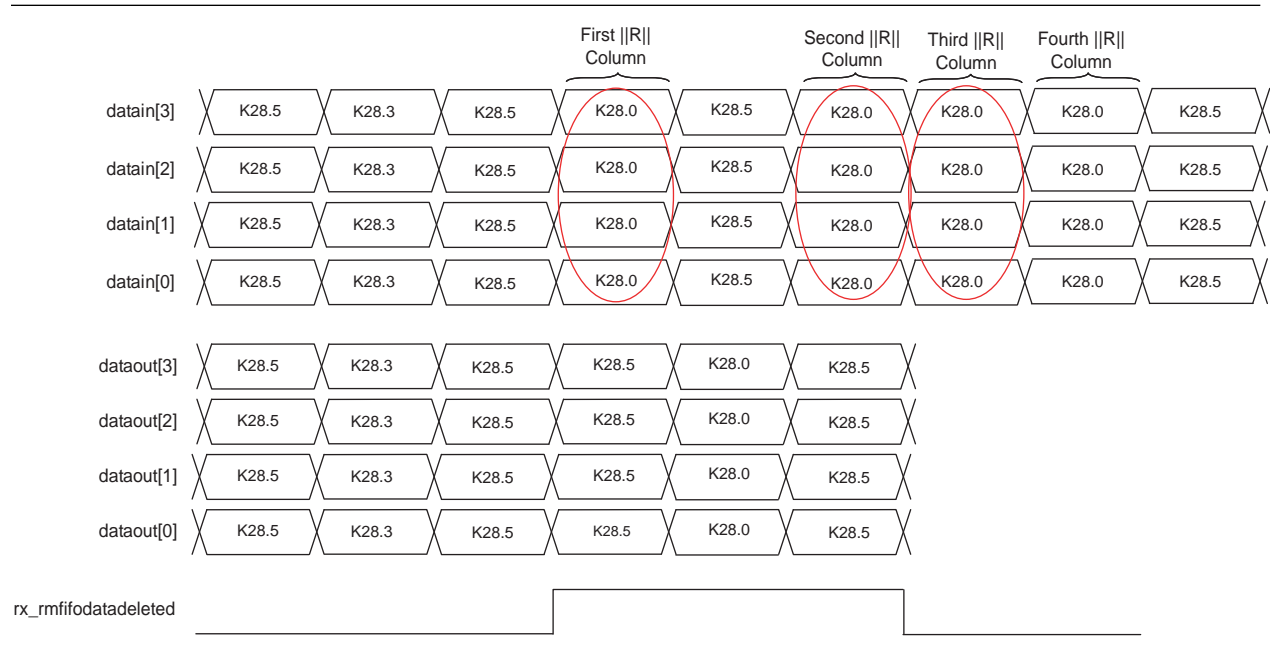 First ||R||
Column
Second ||R||
Column
Third ||R||
Column
Fourth ||R||
Column
datain[3] K28.5 K28.3 K28.5 K28.0 K28.5 K28.0 K28.0 K28.0 K28.5
datain[2] K28.5 K28.3 K28.5 K28.0 K28.5 K28.0 K28.0 K28.0 K28.5
datain[1] K28.5 K28.3 K28.5 K28.0 K28.5 K28.0 K28.0 K28.0 K28.5
datain[0] K28.5 K28.3 K28.5 K28.0 K28.5 K28.0 K28.0 K28.0 K28.5
dataout[3] K28.5 K28.3 K28.5 K28.5 K28.0 K28.5
dataout[2] K28.5 K28.3 K28.5 K28.5 K28.0 K28.5
dataout[1] K28.5 K28.3 K28.5 K28.5 K28.0 K28.5
dataout[0] K28.5 K28.3 K28.5 K28.5 K28.0 K28.5
rx_rmfifodatadeleted